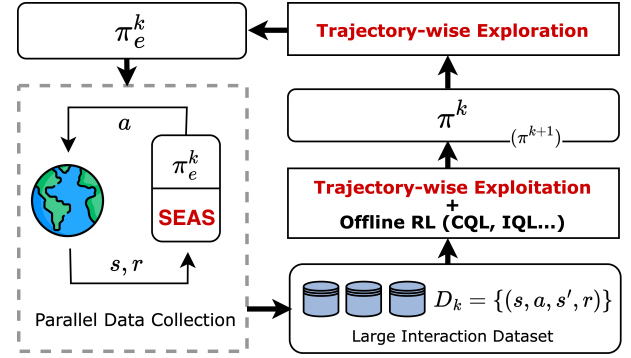 π_e^k
Trajectory-wise Exploration
a
π_e^k
SEAS
s, r
Parallel Data Collection
π^k
(π^{k+1})
Trajectory-wise Exploitation
+
Offline RL (CQL, IQL...)
D_k = {(s, a, s′, r)}
Large Interaction Dataset